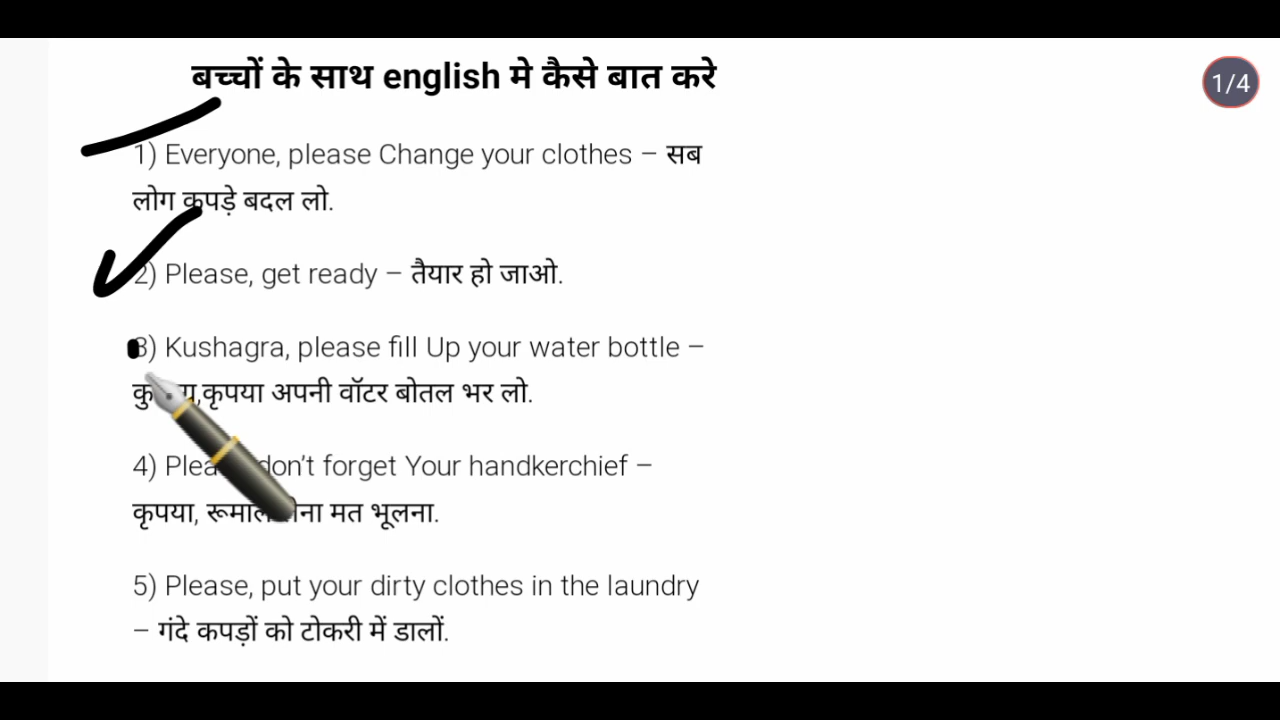 बच्चों के साथ english मे कैसे बात करे
1/4
1) Everyone, please Change your clothes – सब
लोग कपड़े बदल लो.
2) Please, get ready – तैयार हो जाओ.
3) Kushagra, please fill Up your water bottle –
कृपया अपनी वॉटर बोतल भर लो.
4) don't forget Your handkerchief –
कृपया, मत भूलना.
5) Please, put your dirty clothes in the laundry
– गंदे कपड़ों को टोकरी में डालों.